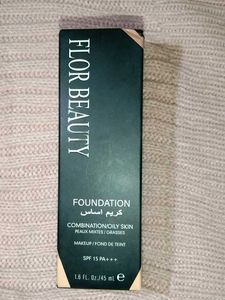 FLOR BEAUTY
FOUNDATION
كريم اساس
COMBINATION/OILY SKIN
PEAUX MIXTES / GRASSES
MAKEUP/FOND DE TEINT
SPF 15 PA+++
1.6 FL. Oz./45 ml ℮